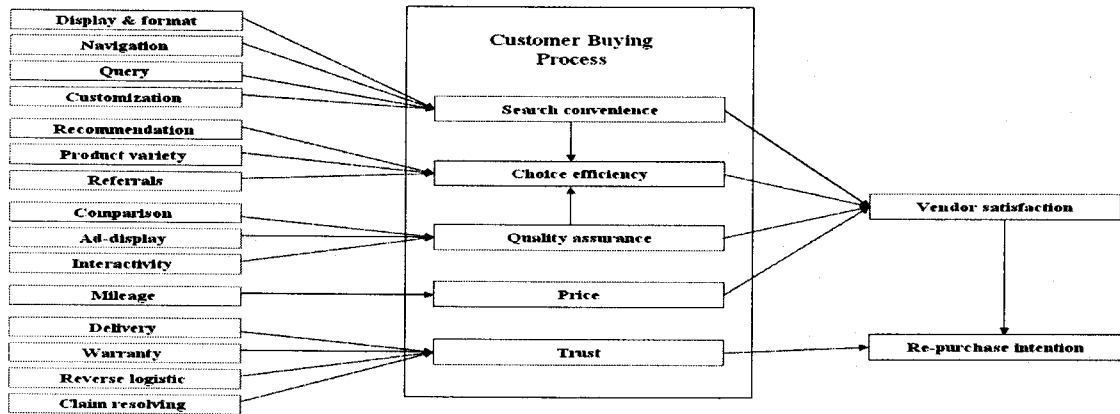 Display & format
Navigation
Query
Customization
Recommendation
Product variety
Referrals
Comparison
Ad-display
Interactivity
Mileage
Delivery
Warranty
Reverse logistic
Claim resolving
Customer Buying
Process
Search convenience
Choice efficiency
Quality assurance
Price
Trust
Vendor satisfaction
Re-purchase intention